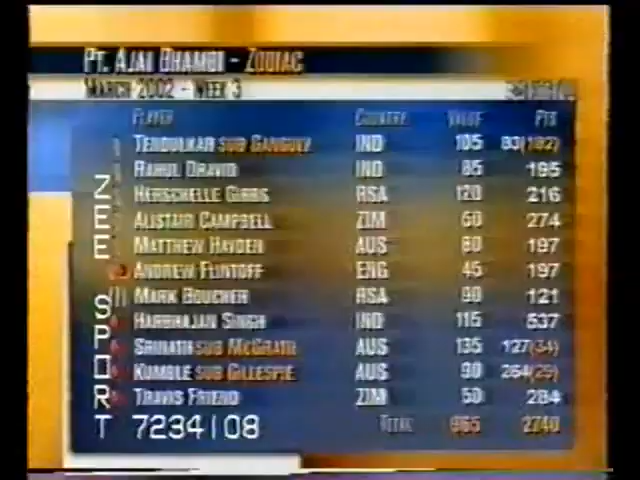 PT. AJAI BHAMBI - ZODIAC
MARCH 2002 - WEEK 3
PLAYER COUNTRY VALUE PTS
TENDULKAR SUB GANGULY IND 105 83(182)
RAHUL DRAVID IND 85 195
HERSCHELLE GIBBS RSA 120 216
ALISTAIR CAMPBELL ZIM 60 274
MATTHEW HAYDEN AUS 80 197
ANDREW FLINTOFF ENG 45 197
MARK BOUCHER RSA 90 121
HARBHAJAN SINGH IND 115 537
SRINATH SUB MCGRATH AUS 135 127(34)
KUMBLE SUB GILLESPIE AUS 90 264(29)
TRAVIS FRIEND ZIM 50 284
TOTAL 965 2740
ZEE SPORT
7234108